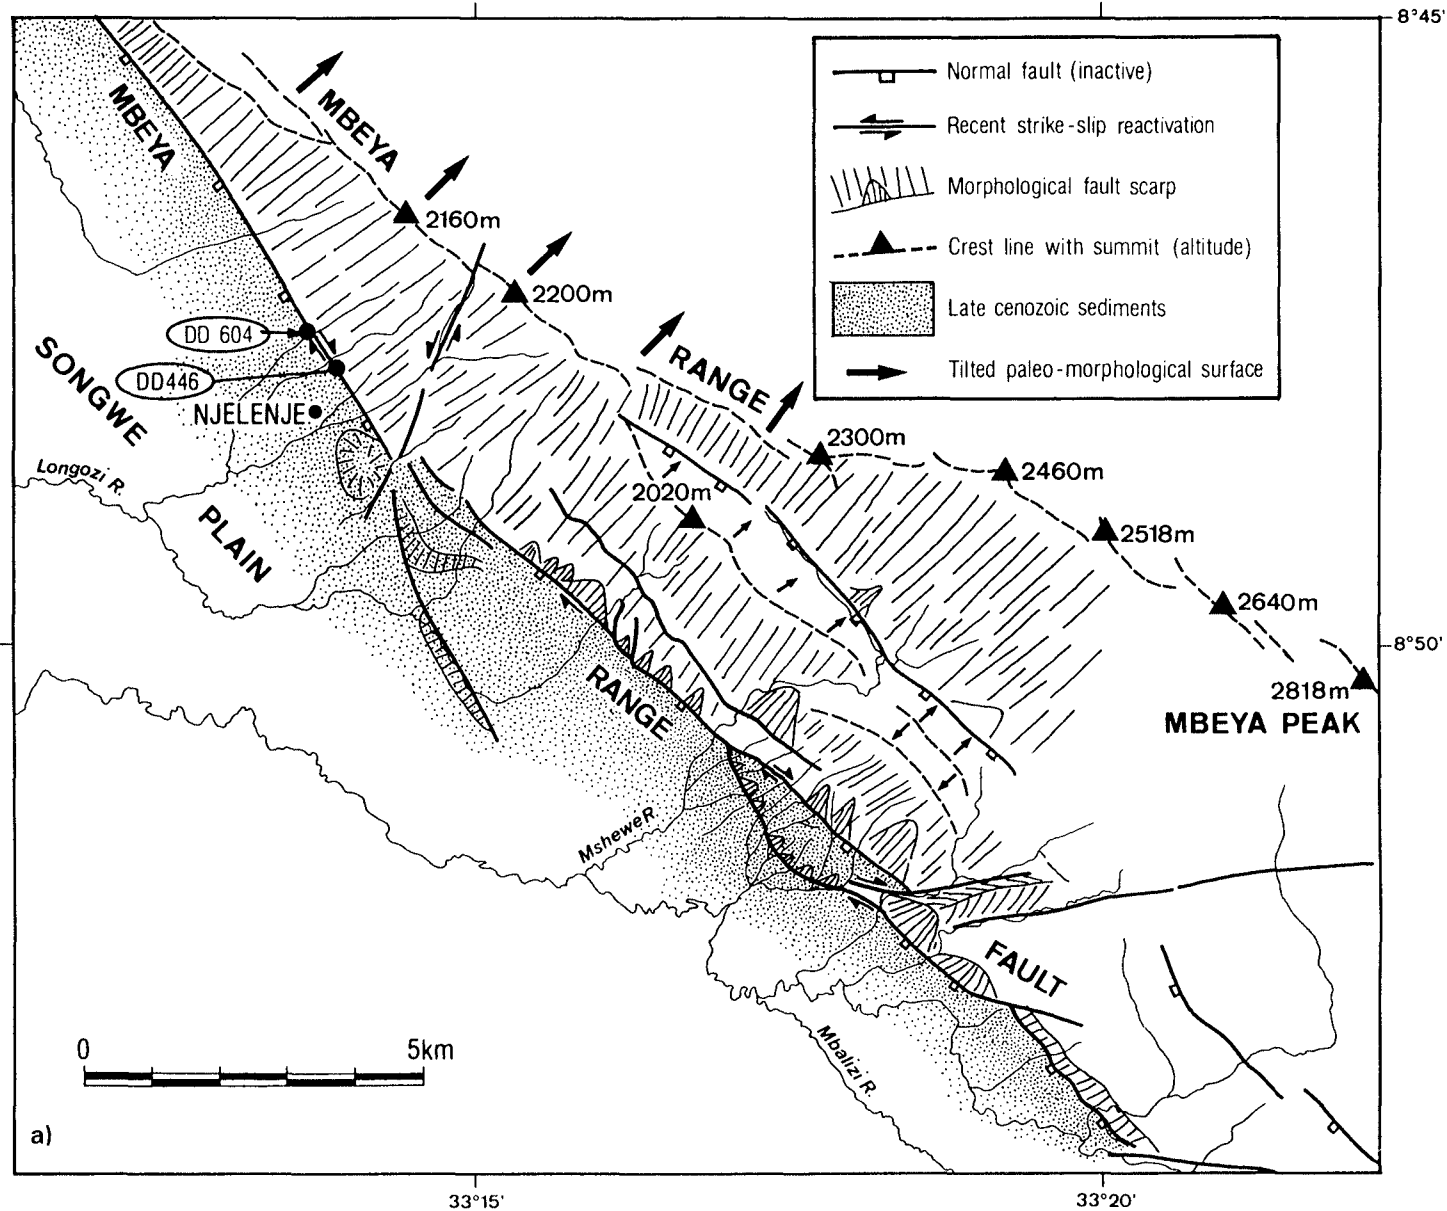 8°45'
Normal fault (inactive)
Recent strike-slip reactivation
Morphological fault scarp
Crest line with summit (altitude)
Late cenozoic sediments
Tilted paleo-morphological surface
MBEYA
MBEYA
2160m
2200m
DD 604
DD446
SONGWE
NJELENJE
RANGE
2300m
2460m
2020m
Longozi R.
PLAIN
2518m
2640m
8°50'
RANGE
2818m
MBEYA PEAK
Mshewe R.
FAULT
Mbalizi R.
0
5km
a)
33°15'
33°20'